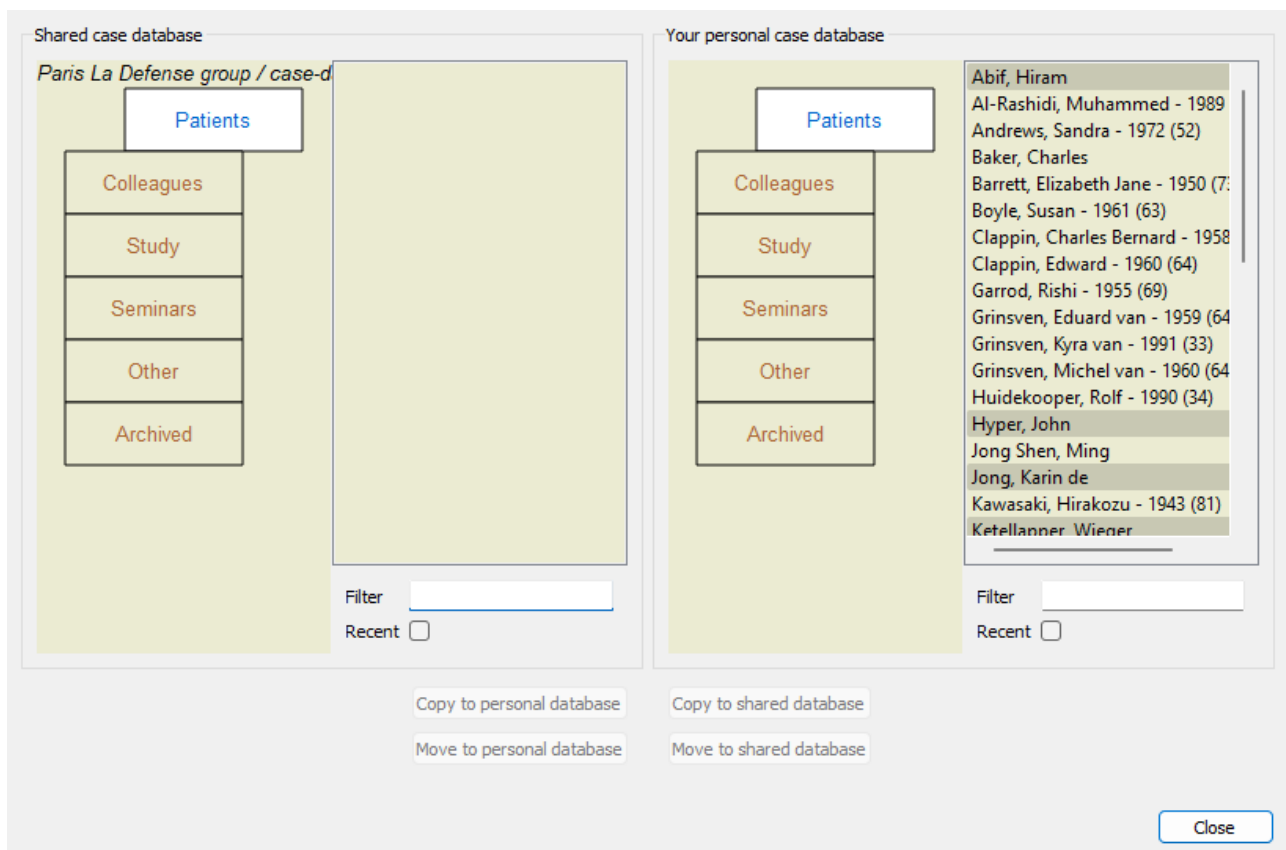 Shared case database
Paris La Defense group / case-d
Patients
Colleagues
Study
Seminars
Other
Archived
Filter
Recent
Your personal case database
Patients
Colleagues
Study
Seminars
Other
Archived
Abif, Hiram
Al-Rashidi, Muhammed - 1989
Andrews, Sandra - 1972 (52)
Baker, Charles
Barrett, Elizabeth Jane - 1950 (73
Boyle, Susan - 1961 (63)
Clappin, Charles Bernard - 1958
Clappin, Edward - 1960 (64)
Garrod, Rishi - 1955 (69)
Grinsven, Eduard van - 1959 (64
Grinsven, Kyra van - 1991 (33)
Grinsven, Michel van - 1960 (64
Huidekooper, Rolf - 1990 (34)
Hyper, John
Jong Shen, Ming
Jong, Karin de
Kawasaki, Hirakozu - 1943 (81)
Ketellapper, Wieger
Filter
Recent
Copy to personal database
Copy to shared database
Move to personal database
Move to shared database
Close